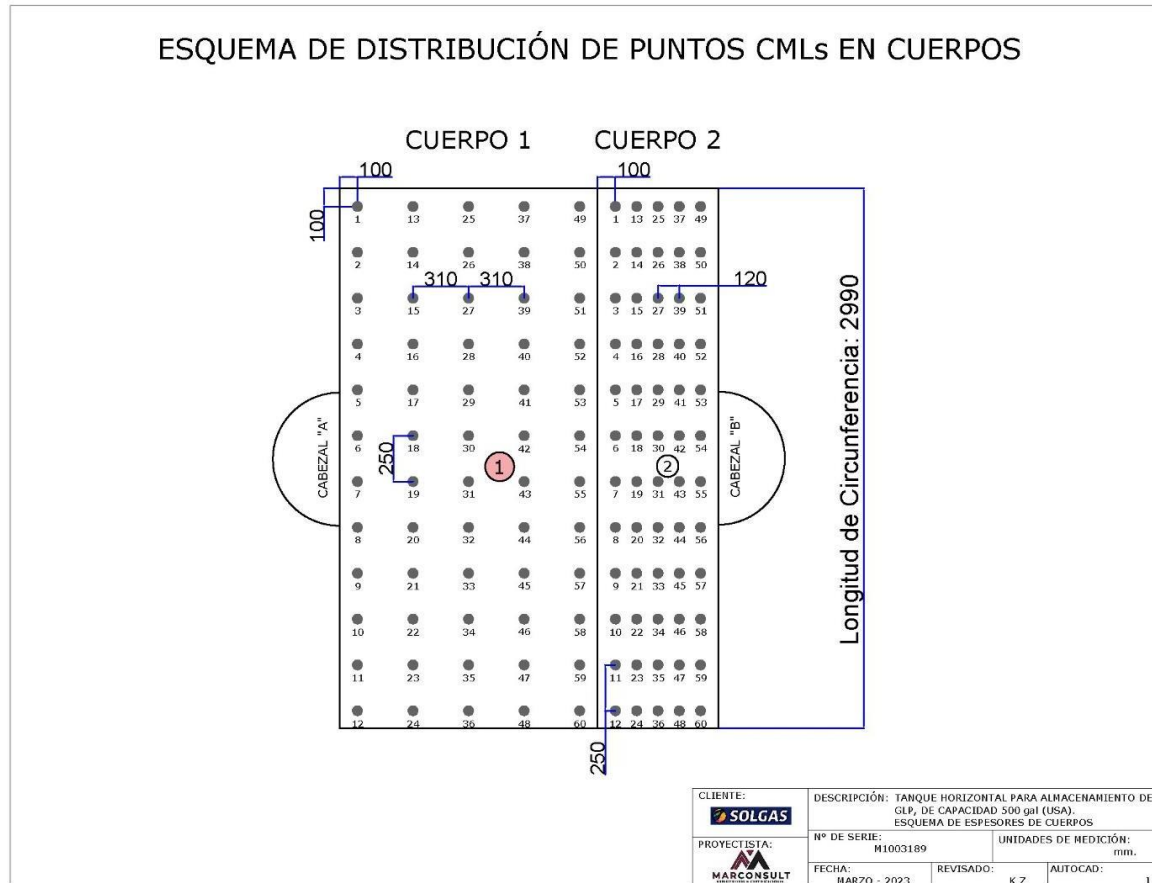 ESQUEMA DE DISTRIBUCIÓN DE PUNTOS CMLs EN CUERPOS
CUERPO 1 CUERPO 2
100 100
100
1 13 25 37 49 1 13 25 37 49
2 14 26 38 50 2 14 26 38 50
310 310 120
3 15 27 39 51 3 15 27 39 51
4 16 28 40 52 4 16 28 40 52
5 17 29 41 53 5 17 29 41 53
6 18 30 42 54 6 18 30 42 54
250
CABEZAL "A"
1
2
CABEZAL "B"
Longitud de Circunferencia: 2990
7 19 31 43 55 7 19 31 43 55
8 20 32 44 56 8 20 32 44 56
9 21 33 45 57 9 21 33 45 57
10 22 34 46 58 10 22 34 46 58
11 23 35 47 59 11 23 35 47 59
12 24 36 48 60 12 24 36 48 60
250
CLIENTE:
SOLGAS
DESCRIPCIÓN: TANQUE HORIZONTAL PARA ALMACENAMIENTO DE
GLP, DE CAPACIDAD 500 gal (USA).
ESQUEMA DE ESPESORES DE CUERPOS
PROYECTISTA:
MARCONSULT
Nº DE SERIE:
M1003189
UNIDADES DE MEDICIÓN:
mm.
FECHA:
MARZO - 2023
REVISADO:
K.Z
AUTOCAD:
1